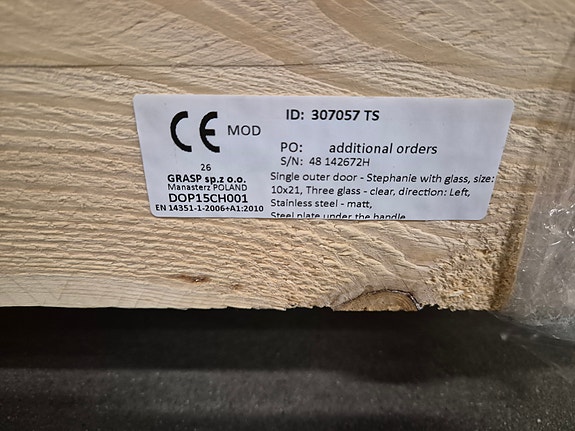 CE MOD
26
GRASP sp.z o.o.
Manasterz POLAND
DOP15CH001
EN 14351-1-2006+A1:2010
ID: 307057 TS
PO: additional orders
S/N: 48 142672H
Single outer door - Stephanie with glass, size:
10x21, Three glass - clear, direction: Left,
Stainless steel - matt,
Steel plate under the handle